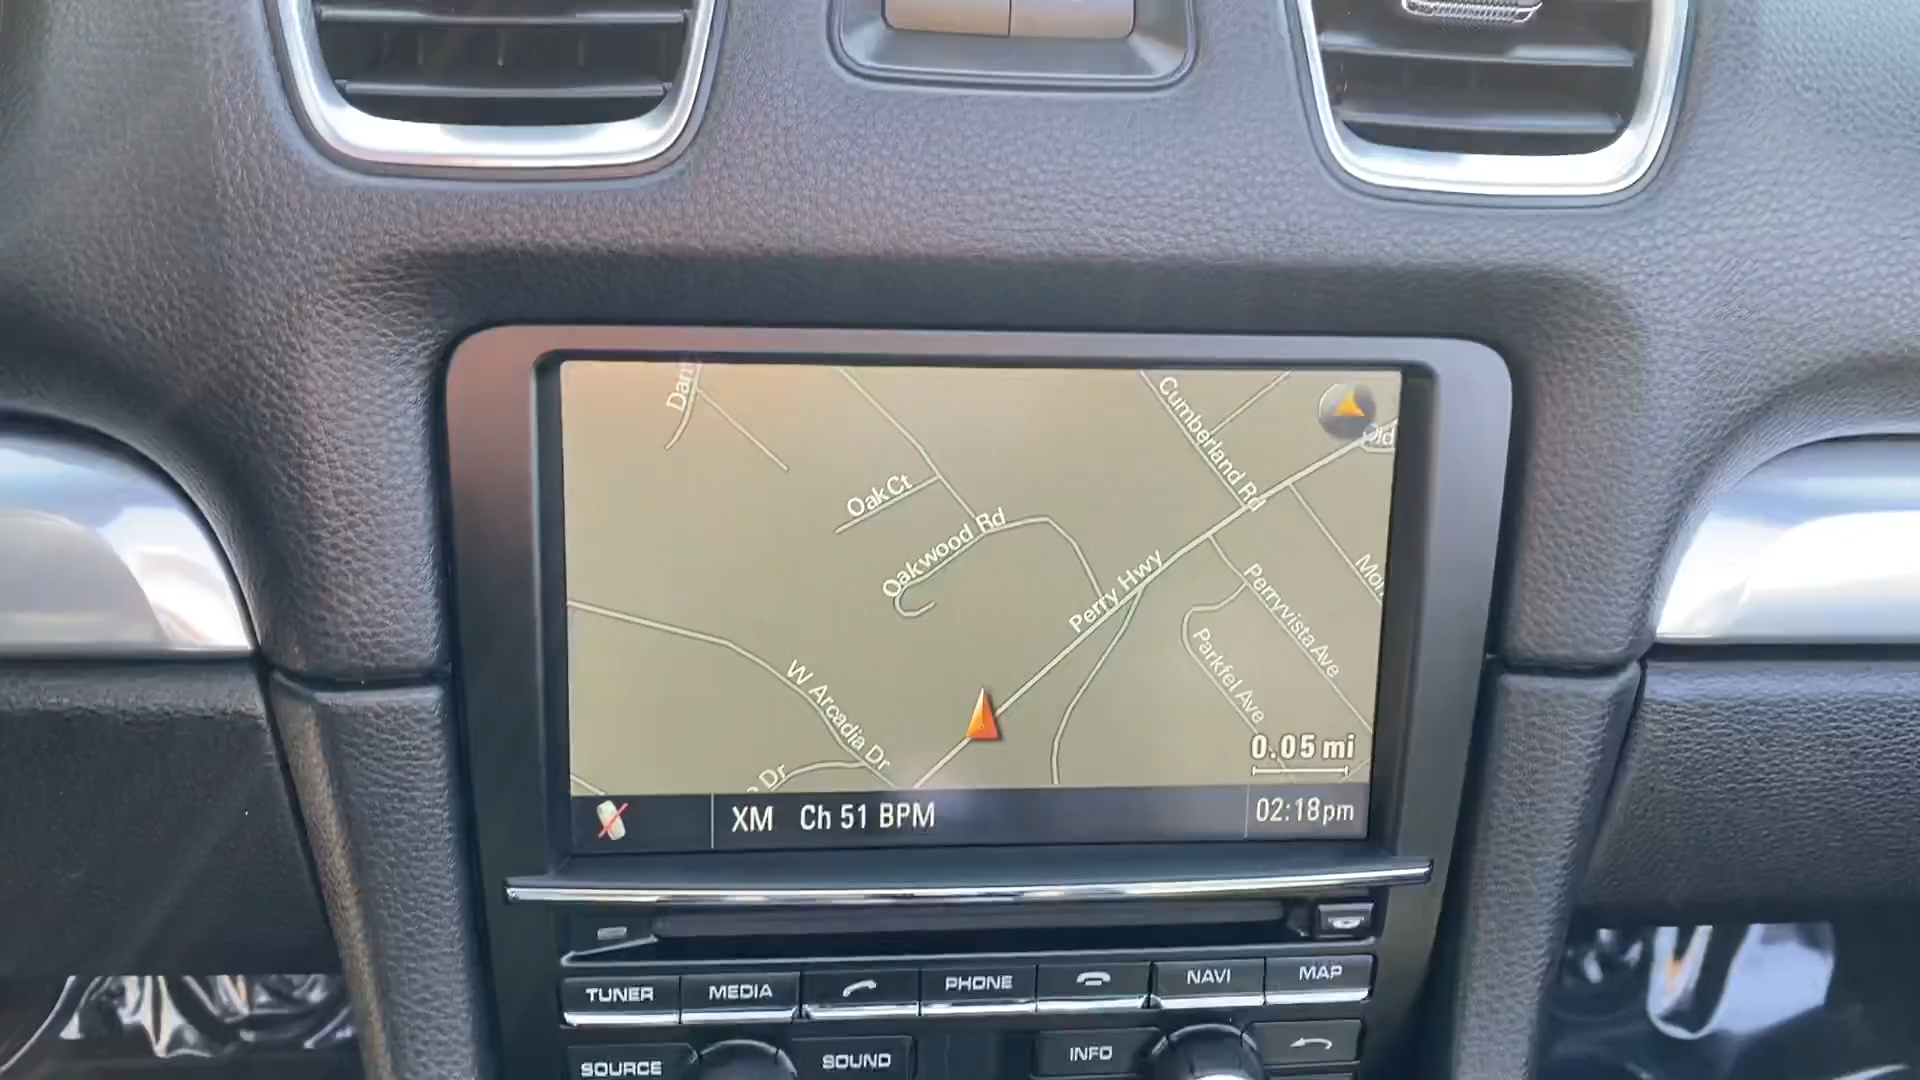 Cumberland Rd
Old
Oak Ct
Oakwood Rd
Perry Hwy
Perryvista Ave
Parkfel Ave
W Arcadia Dr
Dr
0.05 mi
XM Ch 51 BPM
02:18pm
TUNER MEDIA PHONE NAVI MAP
SOURCE SOUND INFO